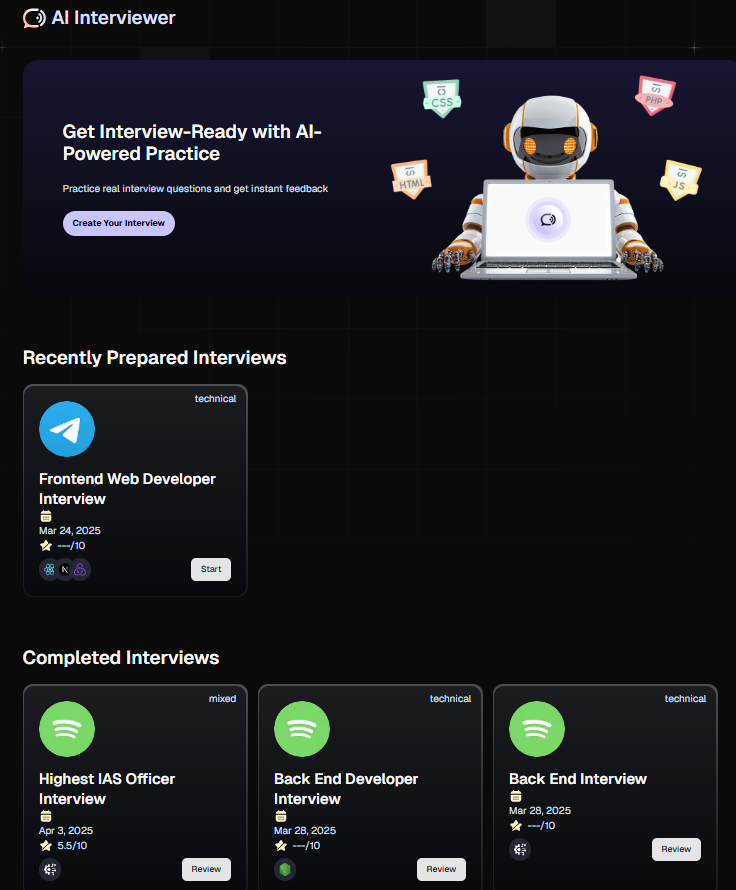 AI Interviewer
Get Interview-Ready with AI-
Powered Practice
Practice real interview questions and get instant feedback
Create Your Interview
CSS
PHP
HTML
JS
Recently Prepared Interviews
technical
Frontend Web Developer
Interview
Mar 24, 2025
---/10
N
Start
Completed Interviews
mixed
Highest IAS Officer
Interview
Apr 3, 2025
5.5/10
Review
technical
Back End Developer
Interview
Mar 28, 2025
---/10
Review
technical
Back End Interview
Mar 28, 2025
---/10
Review